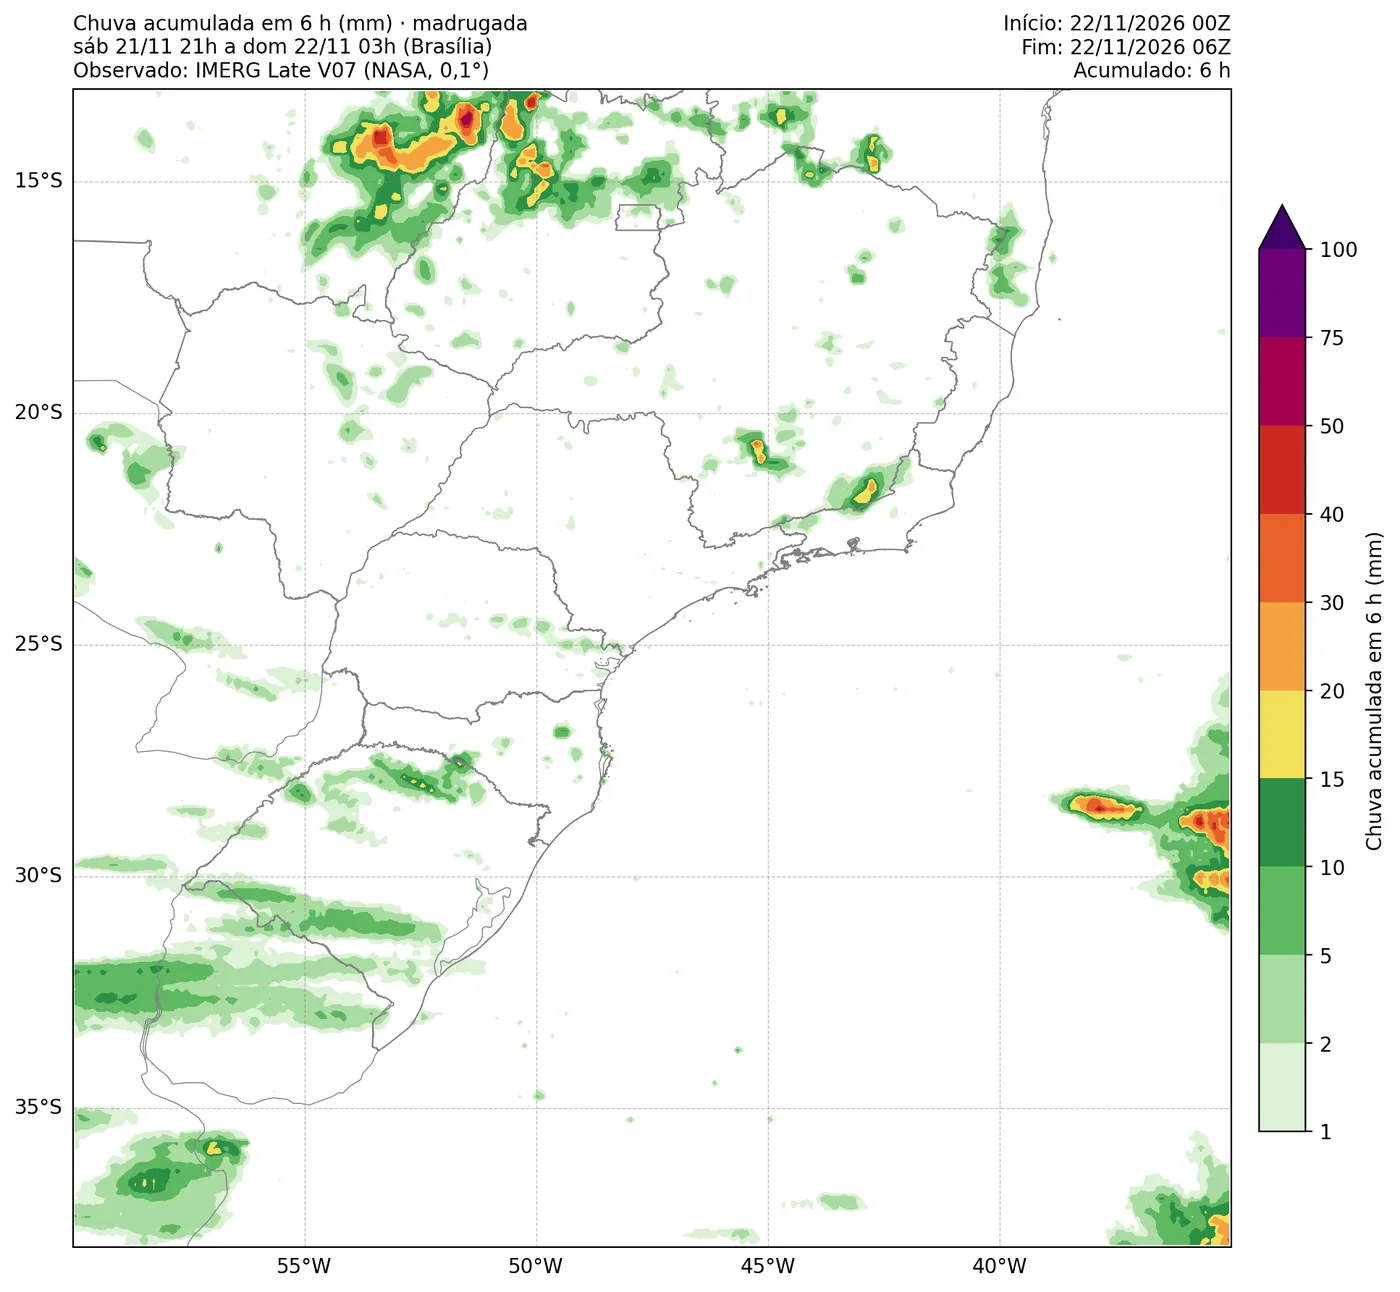 Chuva acumulada em 6 h (mm) · madrugada
sáb 21/11 21h a dom 22/11 03h (Brasília)
Observado: IMERG Late V07 (NASA, 0,1°)
Início: 22/11/2026 00Z
Fim: 22/11/2026 06Z
Acumulado: 6 h
15°S
20°S
25°S
30°S
35°S
55°W
50°W
45°W
40°W
100
75
50
40
30
20
15
10
5
2
1
Chuva acumulada em 6 h (mm)